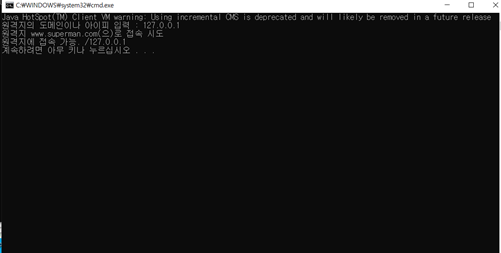 C:₩WINDOWS₩system32₩cmd.exe
Java HotSpot(TM) Client VM warning: Using incremental CMS is deprecated and will likely be removed in a future release
원격지의 도메인이나 아이피 입력 : 127.0.0.1
원격지 www.superman.com(으)로 접속 시도
원격지에 접속 가능. /127.0.0.1
계속하려면 아무 키나 누르십시오 . . .